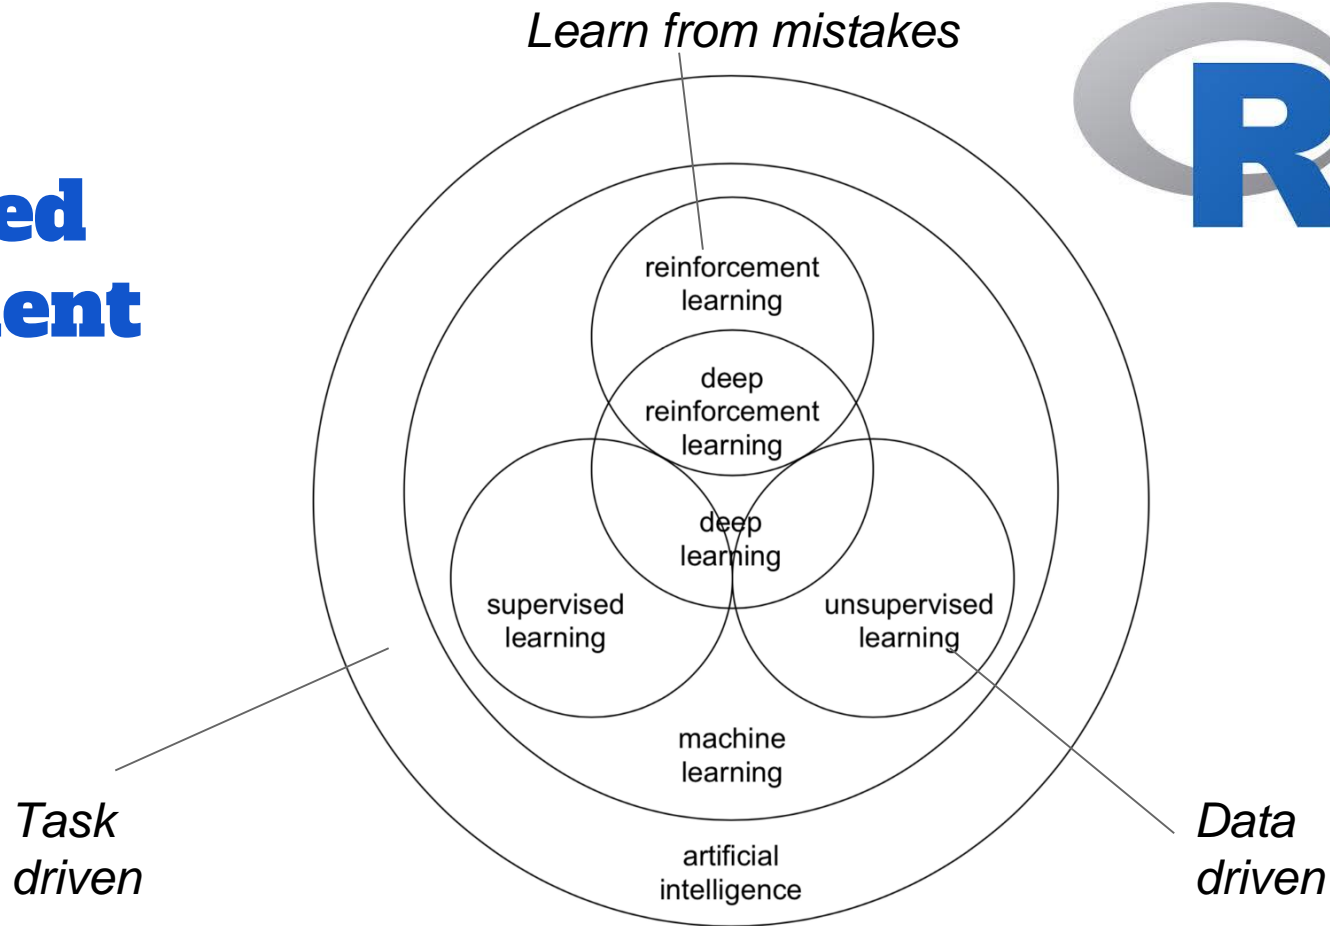 Learn from mistakes
R
ed
ent
reinforcement
learning
deep
reinforcement
learning
deep
learning
supervised
learning
unsupervised
learning
machine
learning
Task
driven
Data
driven
artificial
intelligence